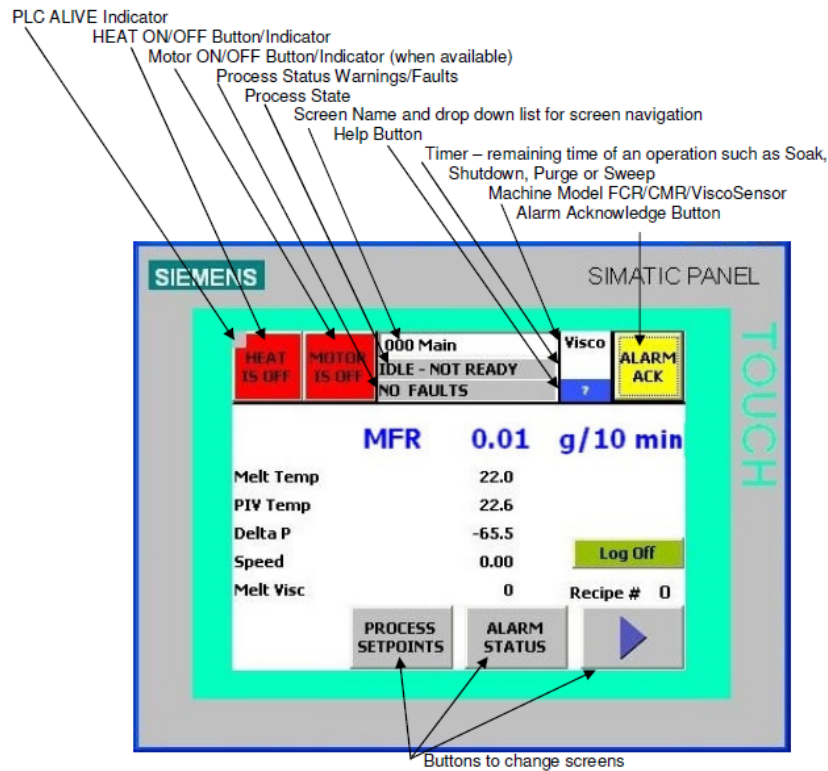 PLC ALIVE Indicator
HEAT ON/OFF Button/Indicator
Motor ON/OFF Button/Indicator (when available)
Process Status Warnings/Faults
Process State
Screen Name and drop down list for screen navigation
Help Button
Timer – remaining time of an operation such as Soak,
Shutdown, Purge or Sweep
Machine Model FCR/CMR/ViscoSensor
Alarm Acknowledge Button
SIEMENS
SIMATIC PANEL
TOUCH
HEAT
IS OFF
MOTOR
IS OFF
000 Main
IDLE - NOT READY
NO FAULTS
Visco
?
ALARM
ACK
MFR 0.01 g/10 min
Melt Temp 22.0
PIV Temp 22.6
Delta P -65.5
Speed 0.00
Melt Visc 0
Log Off
Recipe # 0
PROCESS
SETPOINTS
ALARM
STATUS
Buttons to change screens